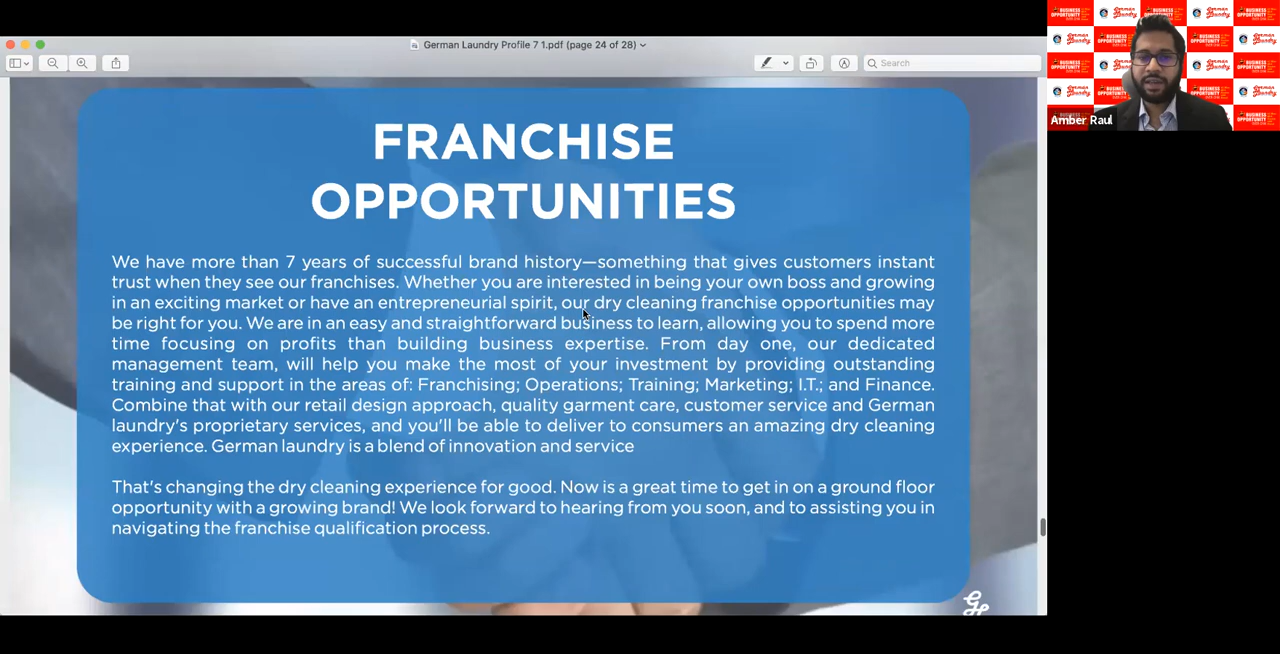 German Laundry Profile 7 1.pdf (page 24 of 28)
Search
FRANCHISE
OPPORTUNITIES
We have more than 7 years of successful brand history—something that gives customers instant
trust when they see our franchises. Whether you are interested in being your own boss and growing
in an exciting market or have an entrepreneurial spirit, our dry cleaning franchise opportunities may
be right for you. We are in an easy and straightforward business to learn, allowing you to spend more
time focusing on profits than building business expertise. From day one, our dedicated
management team, will help you make the most of your investment by providing outstanding
training and support in the areas of: Franchising; Operations; Training; Marketing; I.T.; and Finance.
Combine that with our retail design approach, quality garment care, customer service and German
laundry's proprietary services, and you'll be able to deliver to consumers an amazing dry cleaning
experience. German laundry is a blend of innovation and service
That's changing the dry cleaning experience for good. Now is a great time to get in on a ground floor
opportunity with a growing brand! We look forward to hearing from you soon, and to assisting you in
navigating the franchise qualification process.
BUSINESS
OPPORTUNITY
German Laundry
Amber Raul